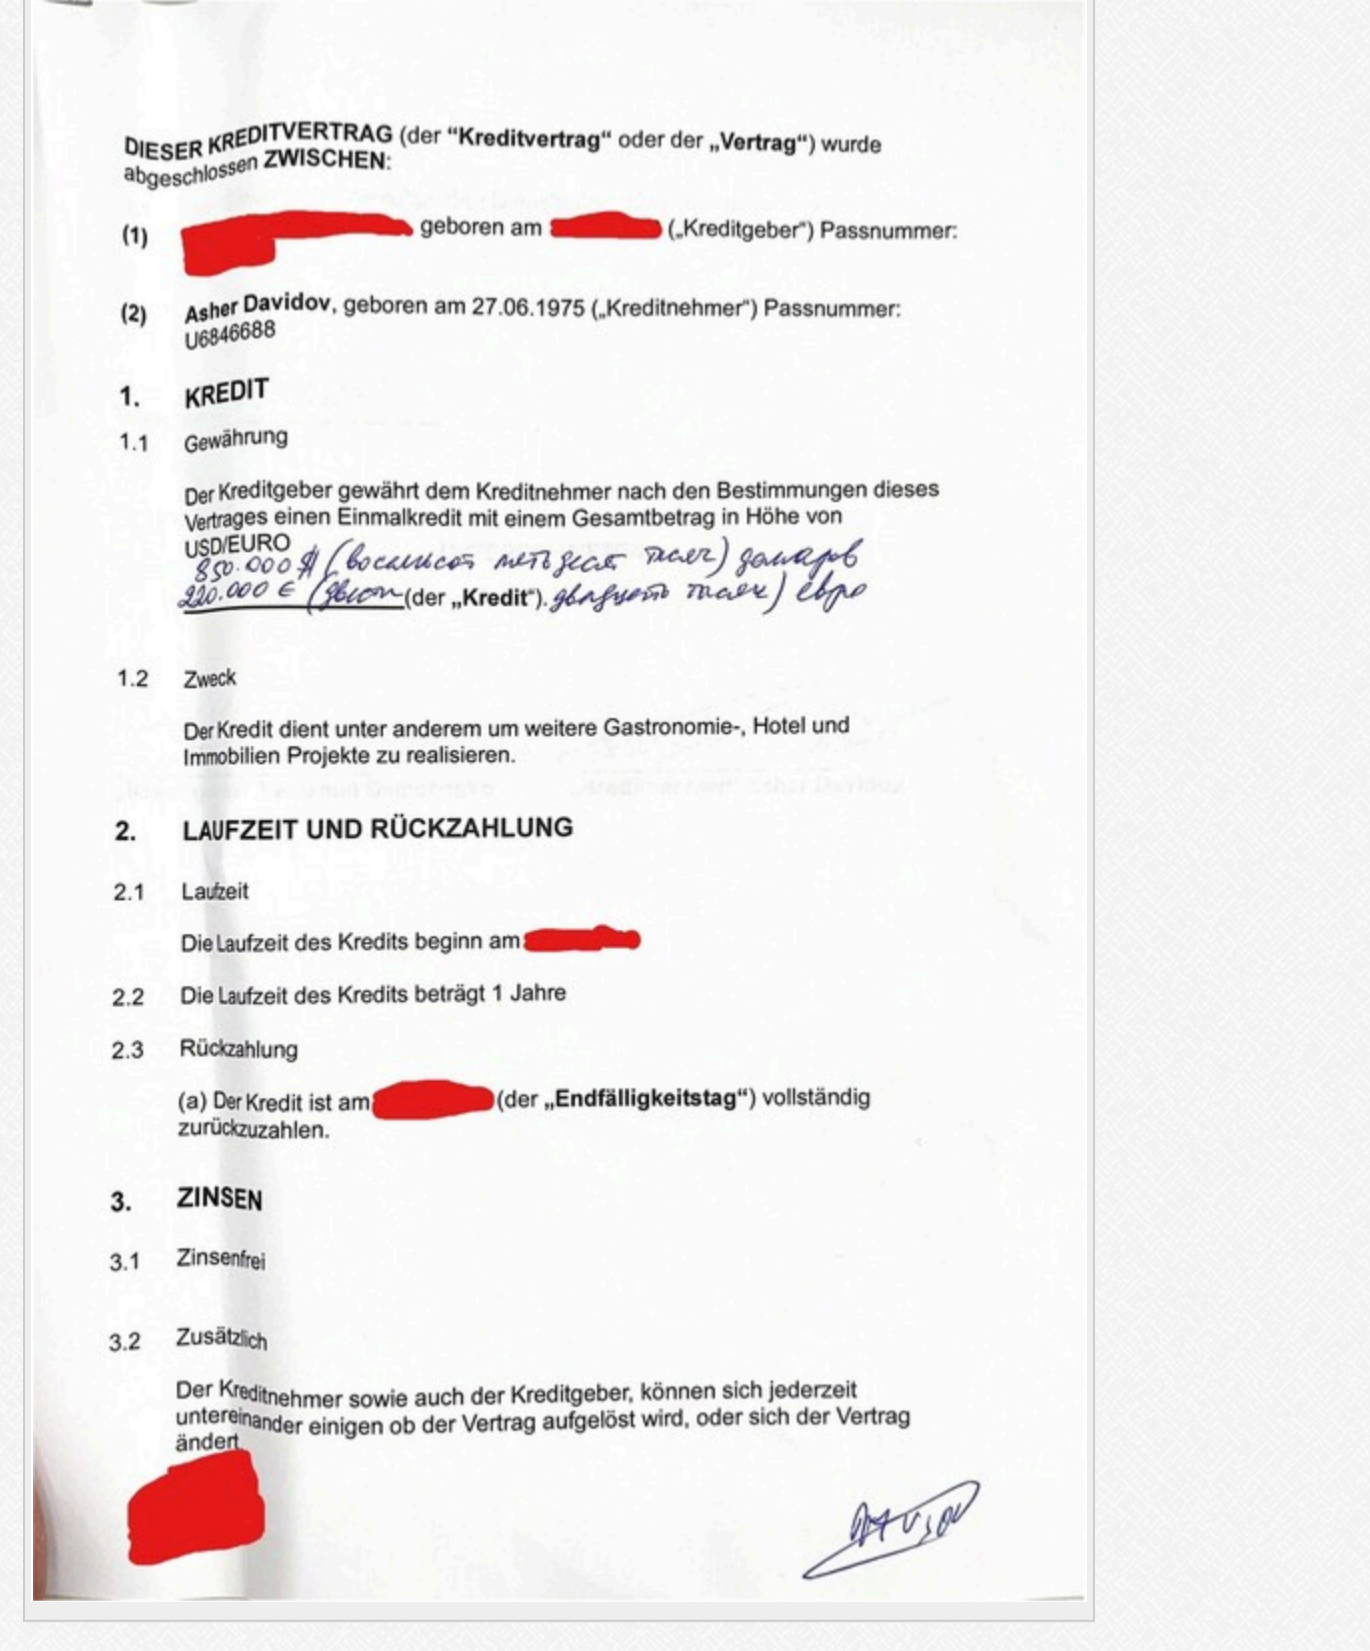 DIESER KREDITVERTRAG (der “Kreditvertrag“ oder der „Vertrag“) wurde
abgeschlossen ZWISCHEN:
(1) geboren am („Kreditgeber“) Passnummer:
(2) Asher Davidov, geboren am 27.06.1975 („Kreditnehmer“) Passnummer:
U6846688
1. KREDIT
1.1 Gewährung
Der Kreditgeber gewährt dem Kreditnehmer nach den Bestimmungen dieses
Vertrages einen Einmalkredit mit einem Gesamtbetrag in Höhe von
USD/EURO
850.000 $ (восемьсот пятьдесят тысяч) долларов
220.000 € (двести (der „Kredit“). двадцать тысяч) евро
1.2 Zweck
Der Kredit dient unter anderem um weitere Gastronomie-, Hotel und
Immobilien Projekte zu realisieren.
2. LAUFZEIT UND RÜCKZAHLUNG
2.1 Laufzeit
Die Laufzeit des Kredits beginn am
2.2 Die Laufzeit des Kredits beträgt 1 Jahre
2.3 Rückzahlung
(a) Der Kredit ist am (der „Endfälligkeitstag“) vollständig
zurückzuzahlen.
3. ZINSEN
3.1 Zinsenfrei
3.2 Zusätzlich
Der Kreditnehmer sowie auch der Kreditgeber, können sich jederzeit
untereinander einigen ob der Vertrag aufgelöst wird, oder sich der Vertrag
ändert